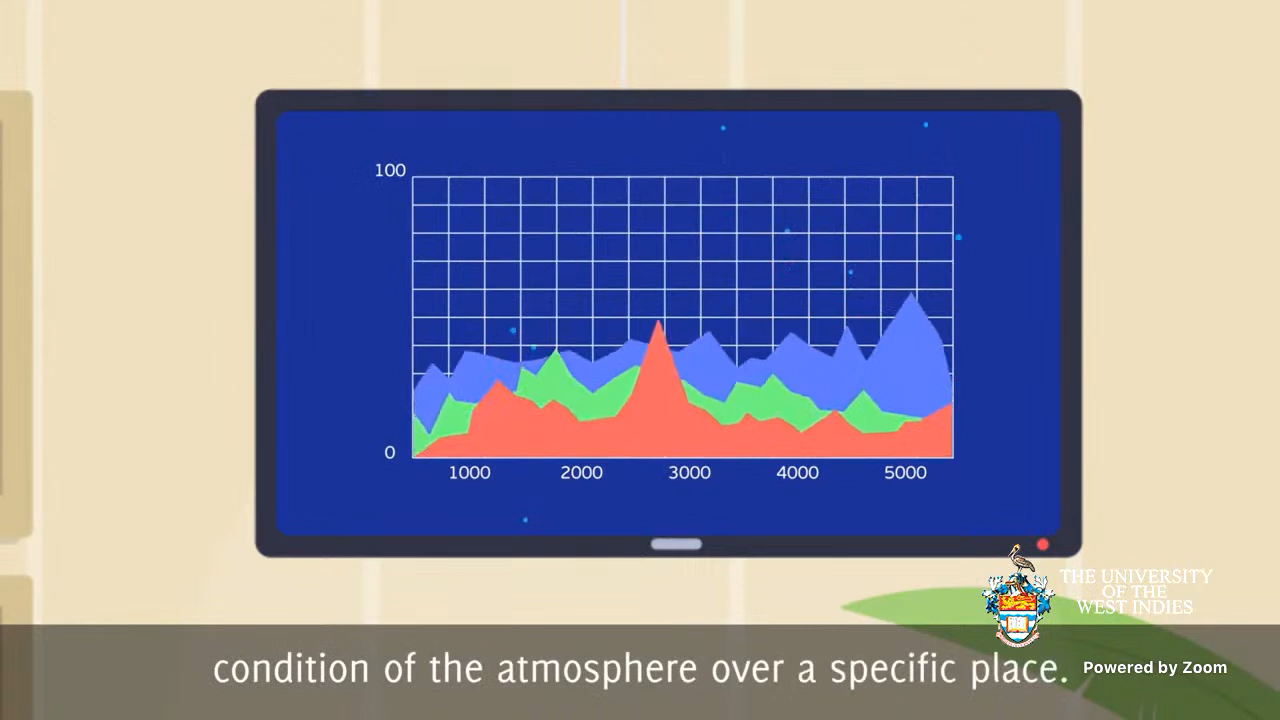 100
0
1000 2000 3000 4000 5000
THE UNIVERSITY
OF THE
WEST INDIES
condition of the atmosphere over a specific place.
Powered by Zoom